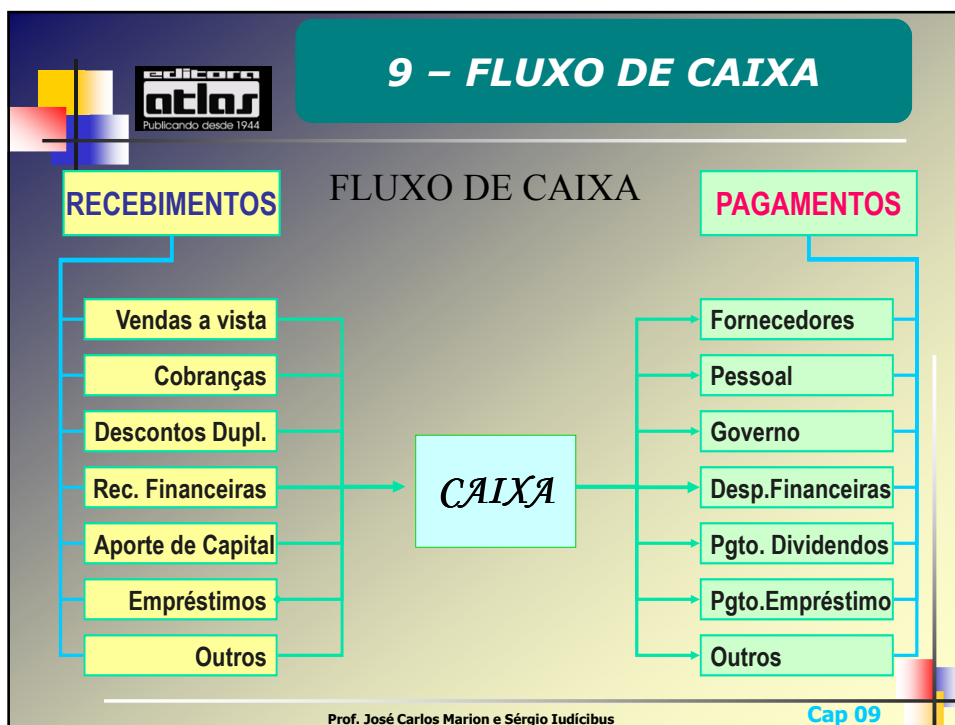 editora
atlas
Publicando desde 1944
9 – FLUXO DE CAIXA
FLUXO DE CAIXA
RECEBIMENTOS
Vendas a vista
Cobranças
Descontos Dupl.
Rec. Financeiras
Aporte de Capital
Empréstimos
Outros
CAIXA
PAGAMENTOS
Fornecedores
Pessoal
Governo
Desp.Financeiras
Pgto. Dividendos
Pgto.Empréstimo
Outros
Prof. José Carlos Marion e Sérgio Iudícibus
Cap 09